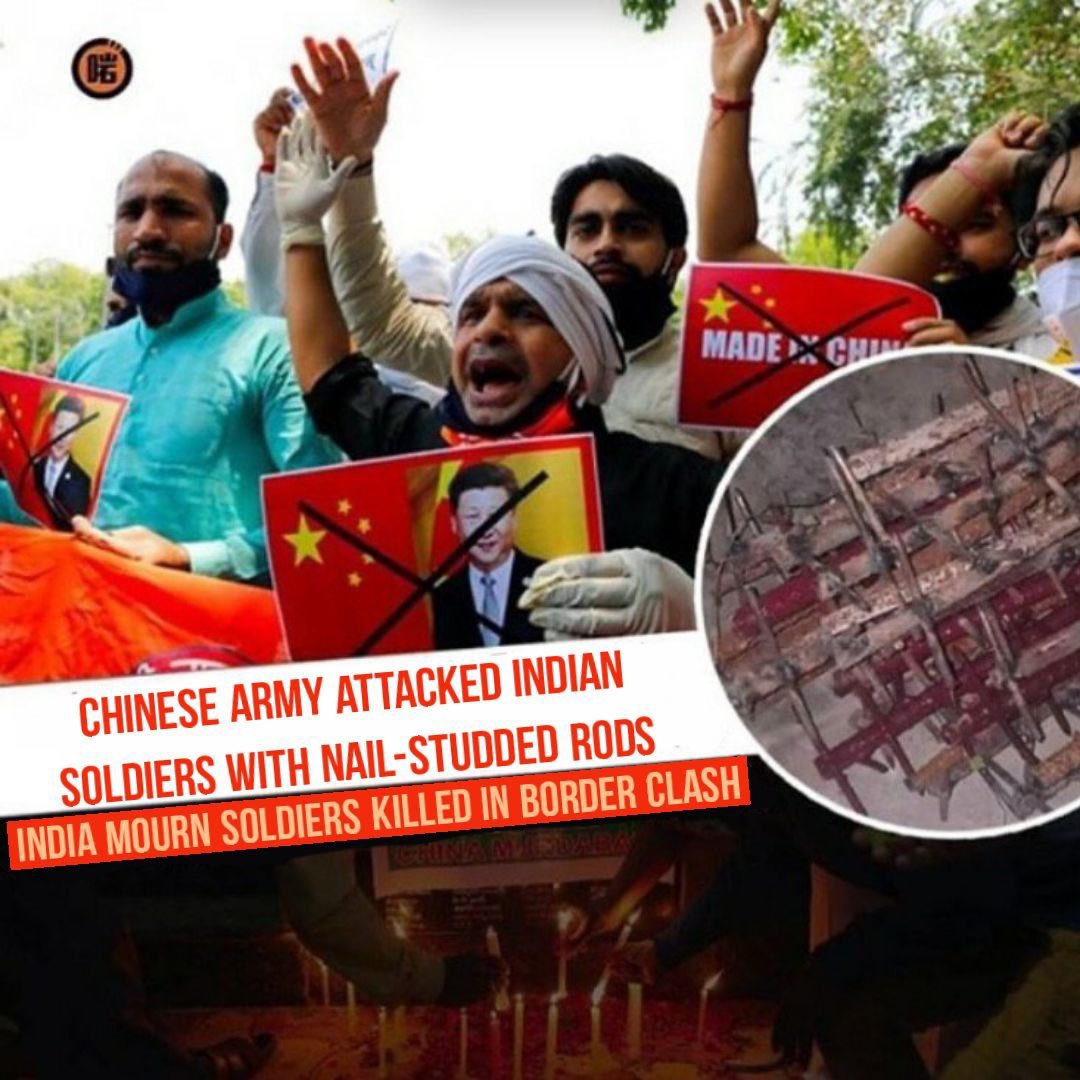 MADE IN CHIN
CHINESE ARMY ATTACKED INDIAN
SOLDIERS WITH NAIL-STUDDED RODS
INDIA MOURN SOLDIERS KILLED IN BORDER CLASH
CHINA